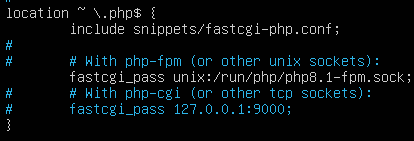 location ~ \.php$ {
        include snippets/fastcgi-php.conf;
#
#       # With php-fpm (or other unix sockets):
        fastcgi_pass unix:/run/php/php8.1-fpm.sock;
#       # With php-cgi (or other tcp sockets):
#       fastcgi_pass 127.0.0.1:9000;
}